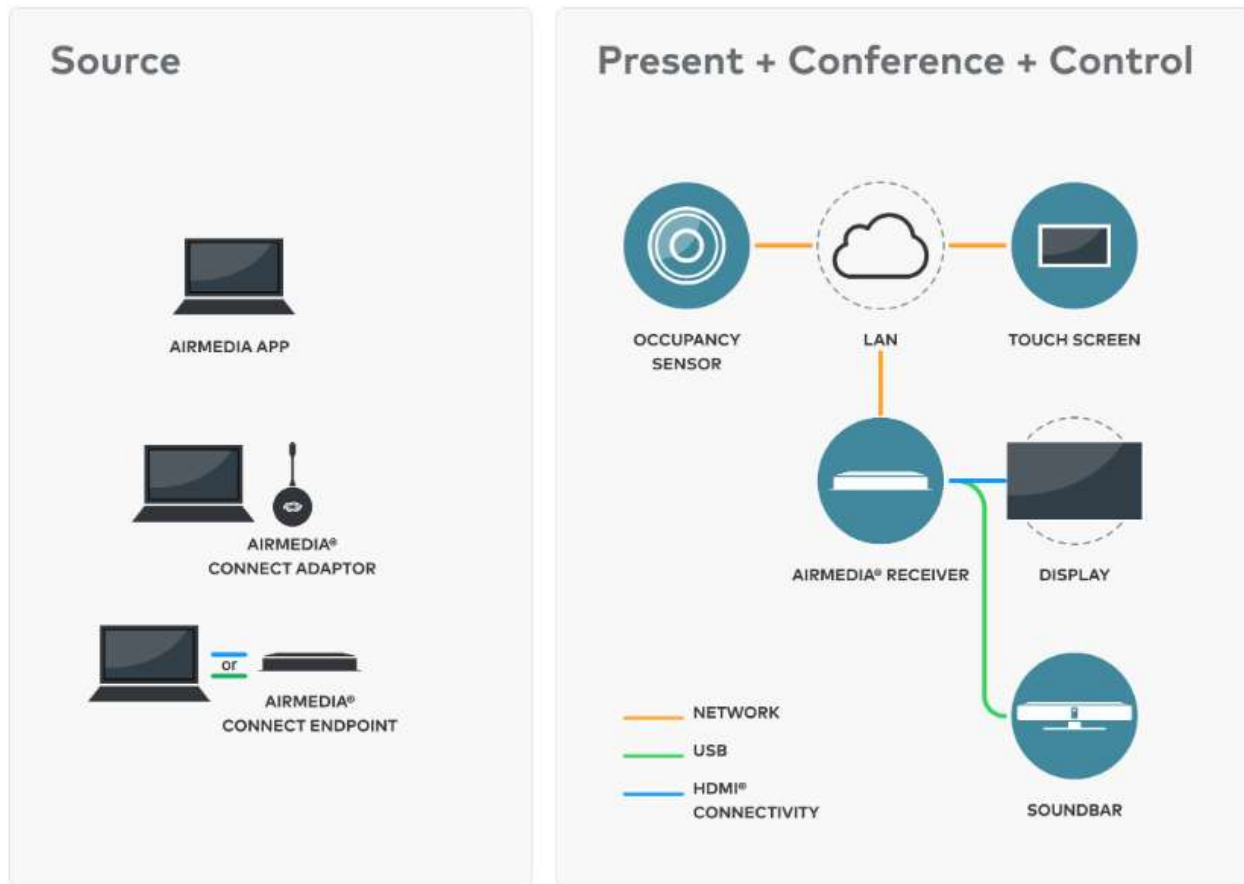 Source
AIRMEDIA APP
AIRMEDIA®
CONNECT ADAPTOR
or
AIRMEDIA®
CONNECT ENDPOINT
Present + Conference + Control
OCCUPANCY
SENSOR
LAN
TOUCH SCREEN
AIRMEDIA® RECEIVER
DISPLAY
NETWORK
USB
HDMI®
CONNECTIVITY
SOUNDBAR